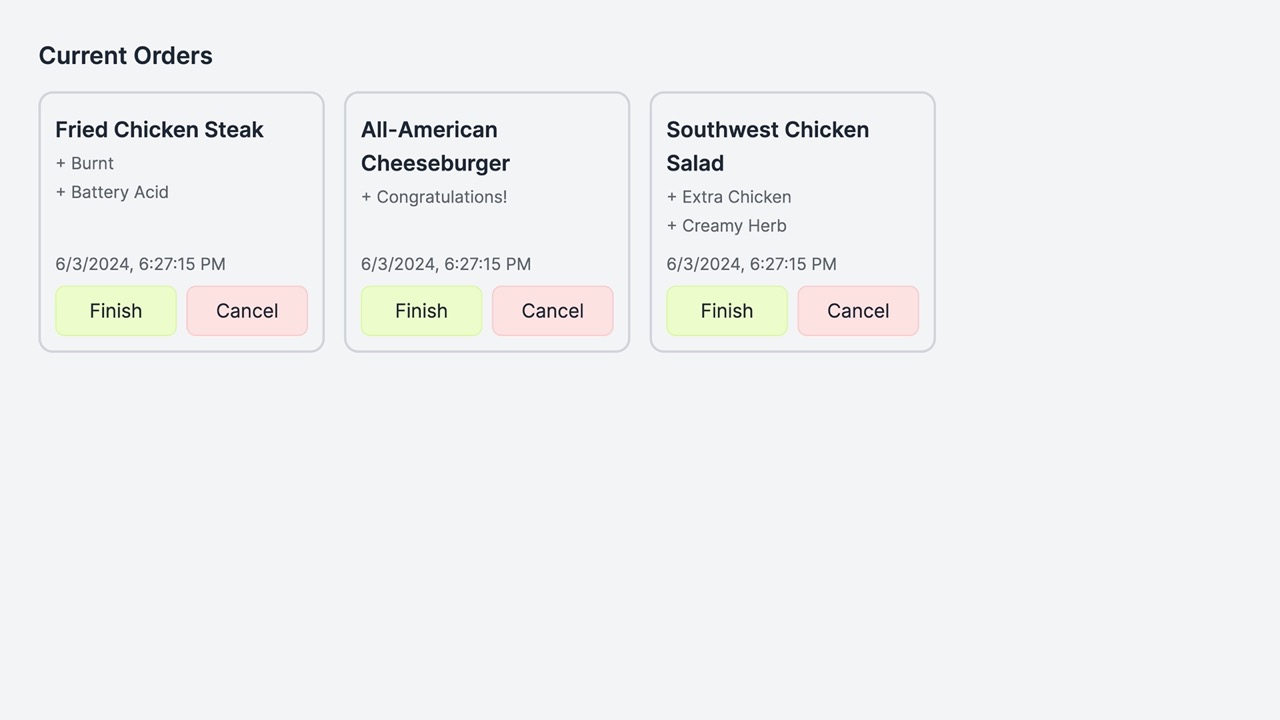 Current Orders
Fried Chicken Steak
+ Burnt
+ Battery Acid
6/3/2024, 6:27:15 PM
Finish
Cancel
All-American
Cheeseburger
+ Congratulations!
6/3/2024, 6:27:15 PM
Finish
Cancel
Southwest Chicken
Salad
+ Extra Chicken
+ Creamy Herb
6/3/2024, 6:27:15 PM
Finish
Cancel